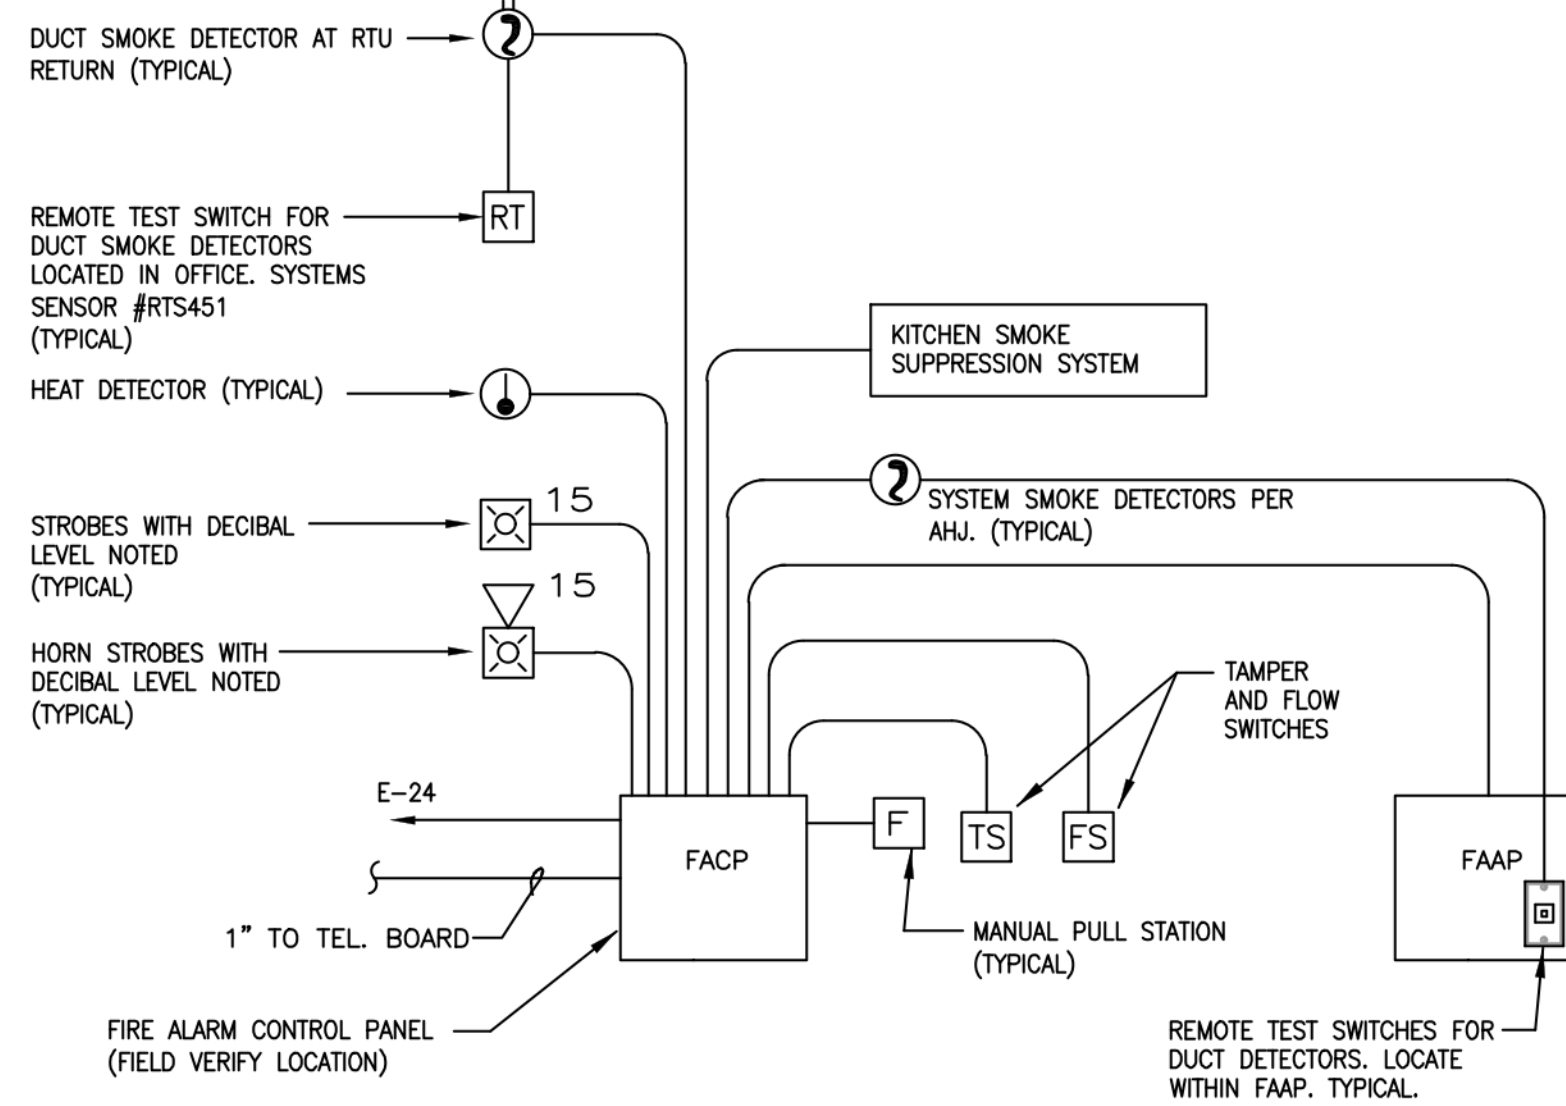 DUCT SMOKE DETECTOR AT RTU
RETURN (TYPICAL)
REMOTE TEST SWITCH FOR
DUCT SMOKE DETECTORS
LOCATED IN OFFICE. SYSTEMS
SENSOR #RTS451
(TYPICAL)
RT
KITCHEN SMOKE
SUPPRESSION SYSTEM
HEAT DETECTOR (TYPICAL)
SYSTEM SMOKE DETECTORS PER
AHJ. (TYPICAL)
STROBES WITH DECIBAL
LEVEL NOTED
(TYPICAL)
15
15
HORN STROBES WITH
DECIBAL LEVEL NOTED
(TYPICAL)
TAMPER
AND FLOW
SWITCHES
E-24
FACP
F
TS
FS
FAAP
1" TO TEL. BOARD
MANUAL PULL STATION
(TYPICAL)
FIRE ALARM CONTROL PANEL
(FIELD VERIFY LOCATION)
REMOTE TEST SWITCHES FOR
DUCT DETECTORS. LOCATE
WITHIN FAAP. TYPICAL.